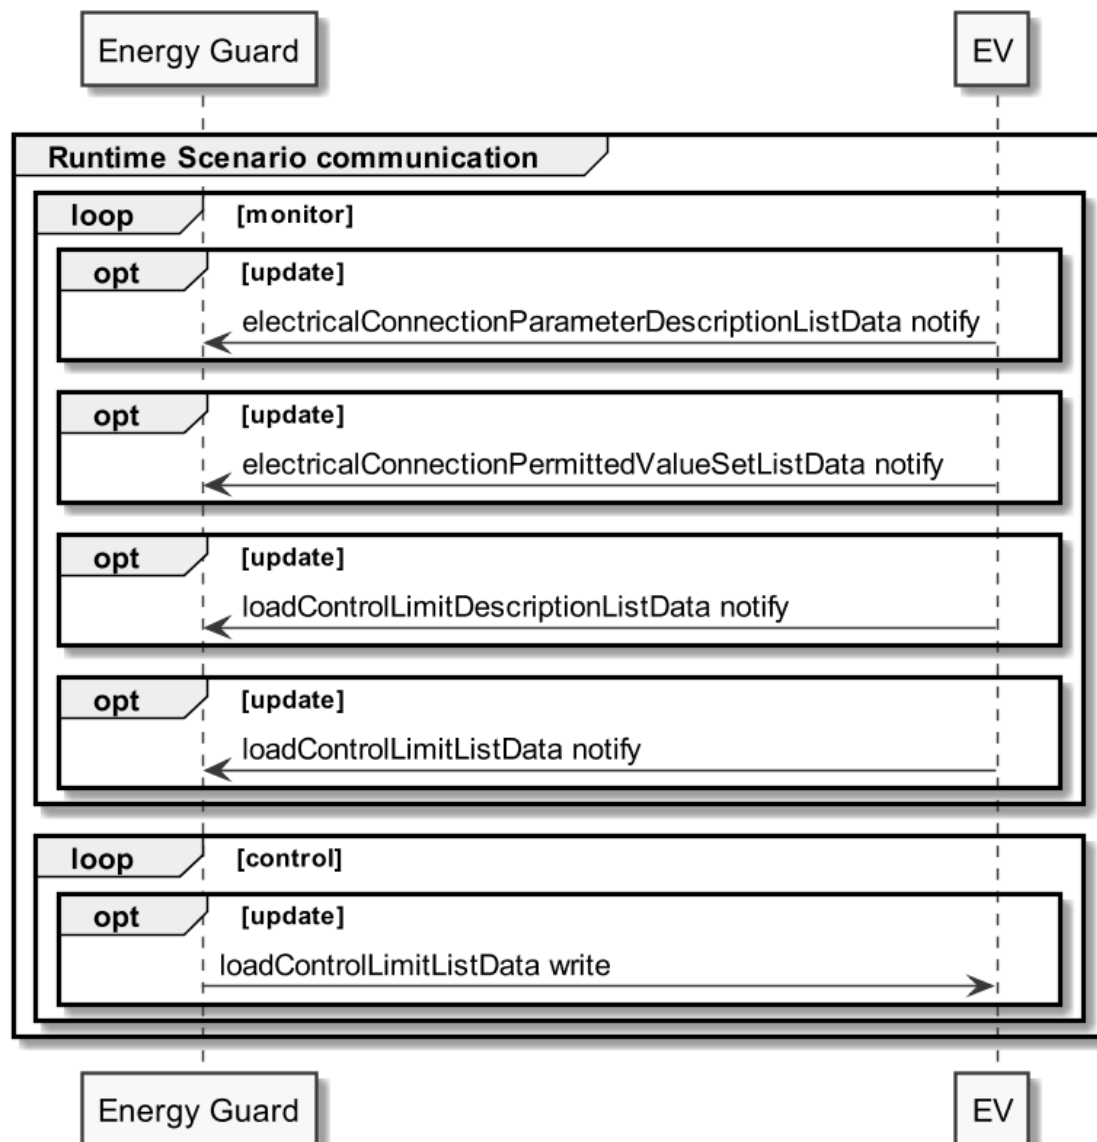 Energy Guard EV
Runtime Scenario communication
loop [monitor]
opt [update]
electricalConnectionParameterDescriptionListData notify
opt [update]
electricalConnectionPermittedValueSetListData notify
opt [update]
loadControlLimitDescriptionListData notify
opt [update]
loadControlLimitListData notify
loop [control]
opt [update]
loadControlLimitListData write
Energy Guard EV